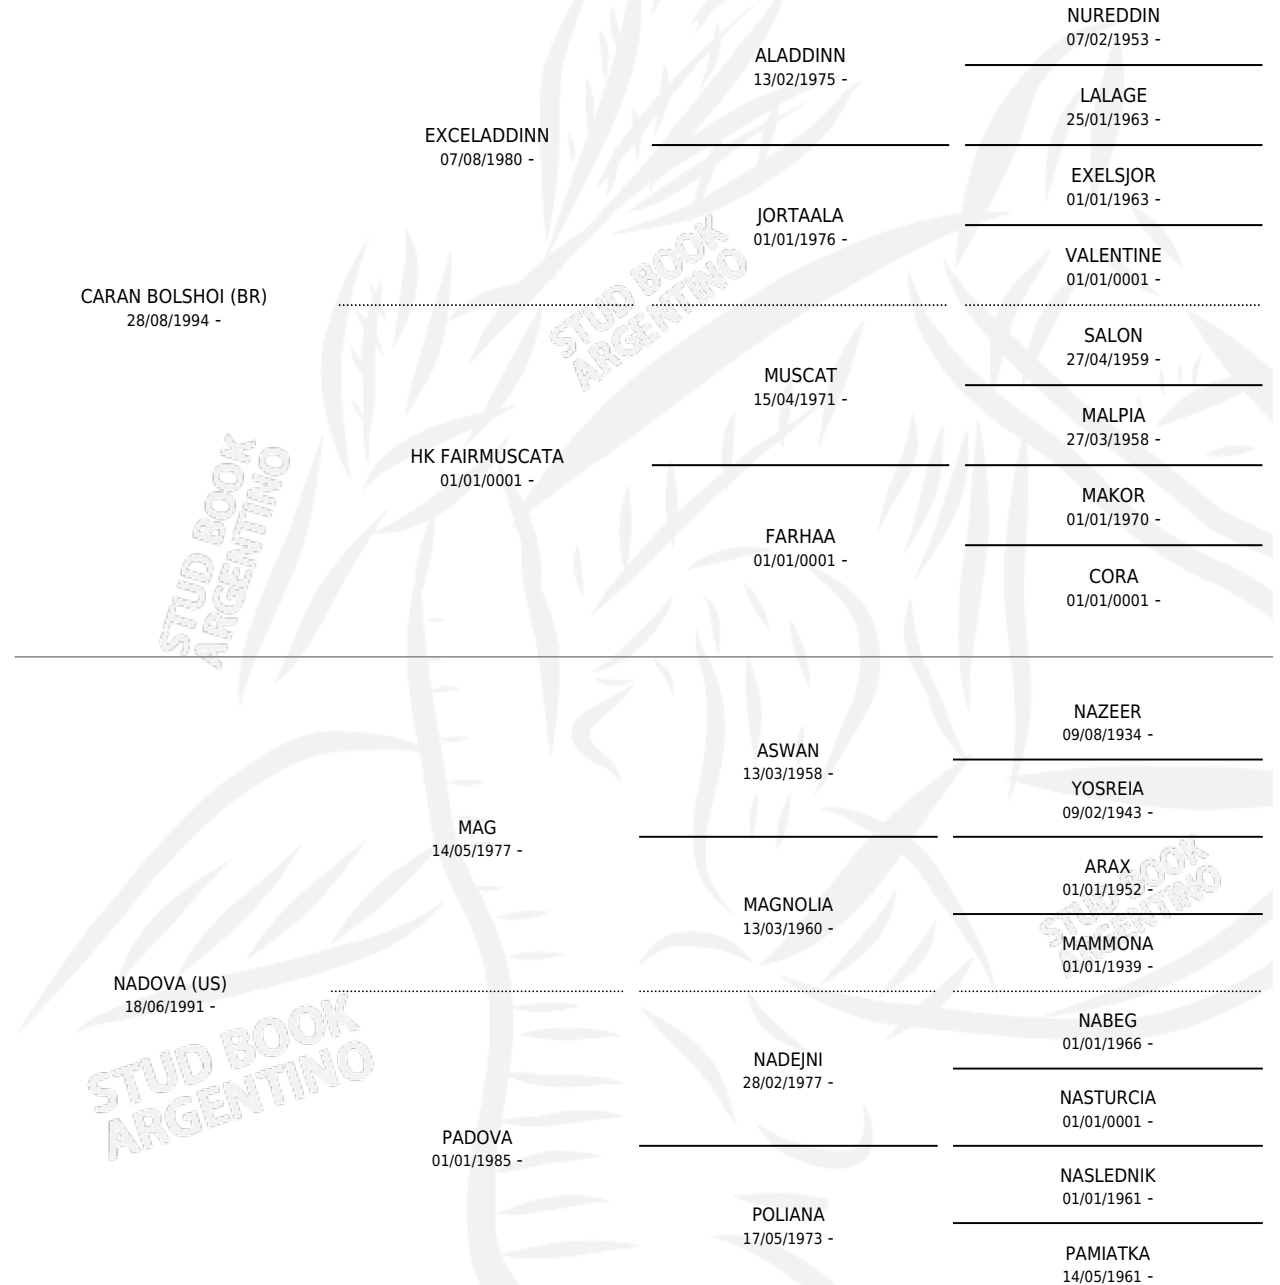 NUREDDIN
07/02/1953 -
ALADDINN
13/02/1975 -
LALAGE
25/01/1963 -
EXCELADDINN
07/08/1980 -
EXELSJOR
01/01/1963 -
JORTAALA
01/01/1976 -
VALENTINE
01/01/0001 -
CARAN BOLSHOI (BR)
28/08/1994 -
SALON
27/04/1959 -
MUSCAT
15/04/1971 -
MALPIA
27/03/1958 -
HK FAIRMUSCATA
01/01/0001 -
MAKOR
01/01/1970 -
FARHAA
01/01/0001 -
CORA
01/01/0001 -
NAZEER
09/08/1934 -
ASWAN
13/03/1958 -
YOSREIA
09/02/1943 -
MAG
14/05/1977 -
ARAX
01/01/1952 -
MAGNOLIA
13/03/1960 -
MAMMONA
01/01/1939 -
NADOVA (US)
18/06/1991 -
NABEG
01/01/1966 -
NADEJNI
28/02/1977 -
NASTURCIA
01/01/0001 -
PADOVA
01/01/1985 -
NASLEDNIK
01/01/1961 -
POLIANA
17/05/1973 -
PAMIATKA
14/05/1961 -
STUD BOOK
ARGENTINO
STUD BOOK
ARGENTINO
STUD BOOK
ARGENTINO
STUD BOOK
ARGENTINO